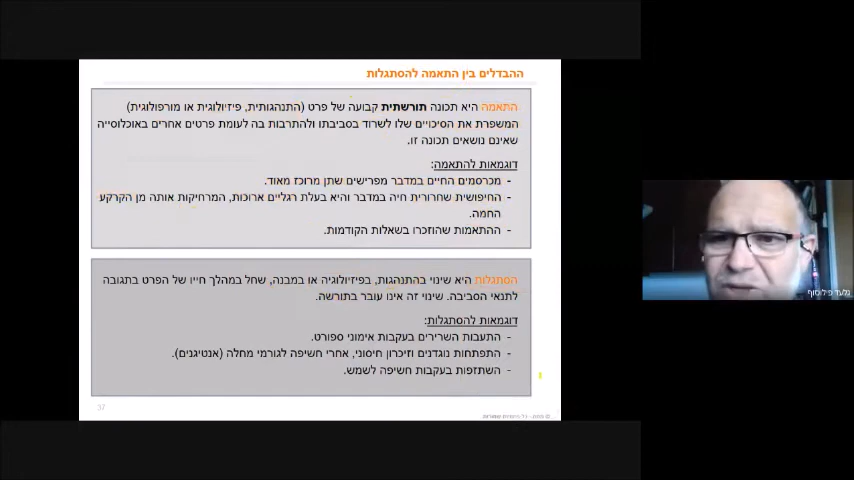 ההבדלים בין התאמה להסתגלות
התאמה היא תכונה תורשתית קבועה של פרט (התנהגותית, פיזיולוגית או מורפולוגית)
המשפרת את הסיכויים שלו לשרוד בסביבתו ולהתרבות בה לעומת פרטים אחרים באוכלוסייה
שאינם נושאים תכונה זו.
דוגמאות להתאמה:
- מכרסמים החיים במדבר מפרישים שתן מרוכז מאוד.
- החיפושית שחרורית חיה במדבר והיא בעלת רגליים ארוכות, המרחיקות אותה מן הקרקע
החמה.
- ההתאמות שהוזכרו בשאלות הקודמות.
הסתגלות היא שינוי בהתנהגות, בפיזיולוגיה או במבנה, שחל במהלך חייו של הפרט בתגובה
לתנאי הסביבה. שינוי זה אינו עובר בתורשה.
דוגמאות להסתגלות:
- התעבות השרירים בעקבות אימוני ספורט.
- התפתחות נוגדנים וזיכרון חיסוני, אחרי חשיפה לגורמי מחלה (אנטיגנים).
- השתזפות בעקבות חשיפה לשמש.
37
גלעד פילוסוף